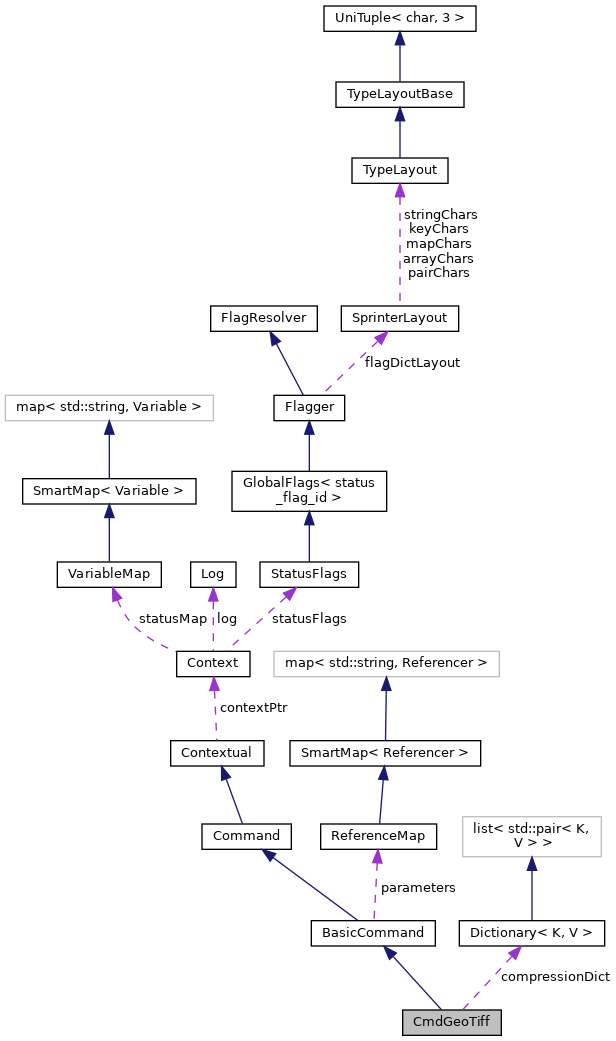 UniTuple< char, 3 >
TypeLayoutBase
TypeLayout
stringChars
keyChars
mapChars
arrayChars
pairChars
FlagResolver
SprinterLayout
flagDictLayout
map< std::string, Variable >
Flagger
SmartMap< Variable >
GlobalFlags< status
_flag_id >
VariableMap
Log
StatusFlags
statusMap
log
statusFlags
Context
map< std::string, Referencer >
contextPtr
Contextual
SmartMap< Referencer >
Command
ReferenceMap
list< std::pair< K,
V > >
parameters
BasicCommand
Dictionary< K, V >
compressionDict
CmdGeoTiff